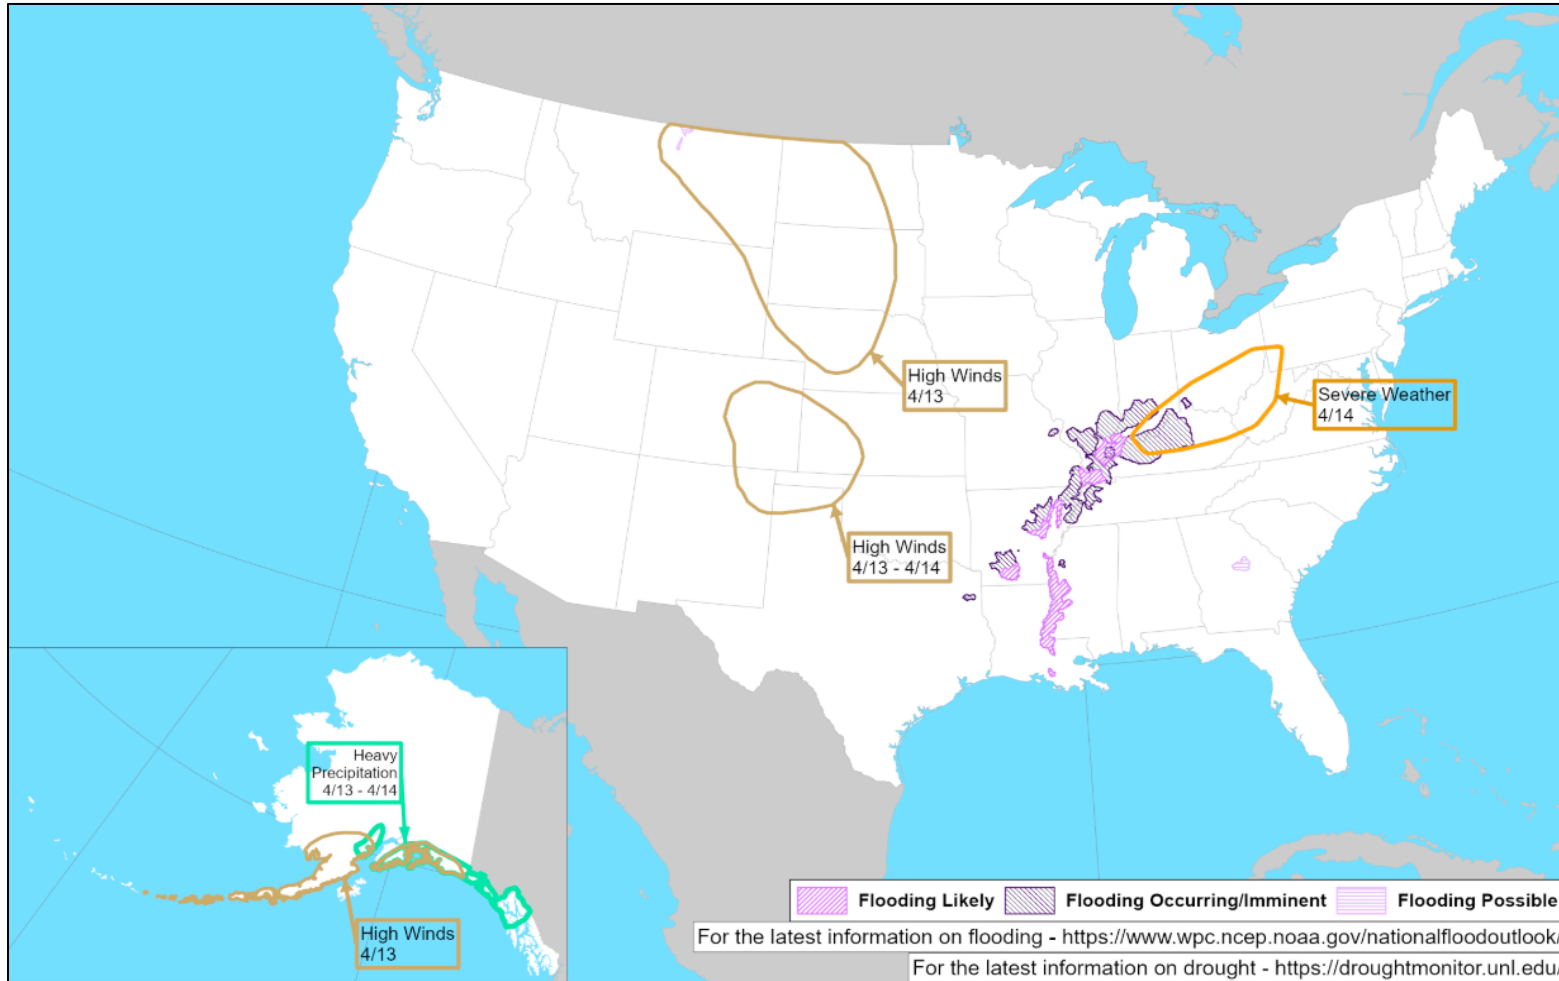 High Winds
4/13
Severe Weather
4/14
High Winds
4/13 - 4/14
Heavy
Precipitation
4/13 - 4/14
High Winds
4/13
Flooding Likely
Flooding Occurring/Imminent
Flooding Possible
For the latest information on flooding - https://www.wpc.ncep.noaa.gov/nationalfloodoutlook/
For the latest information on drought - https://droughtmonitor.unl.edu/